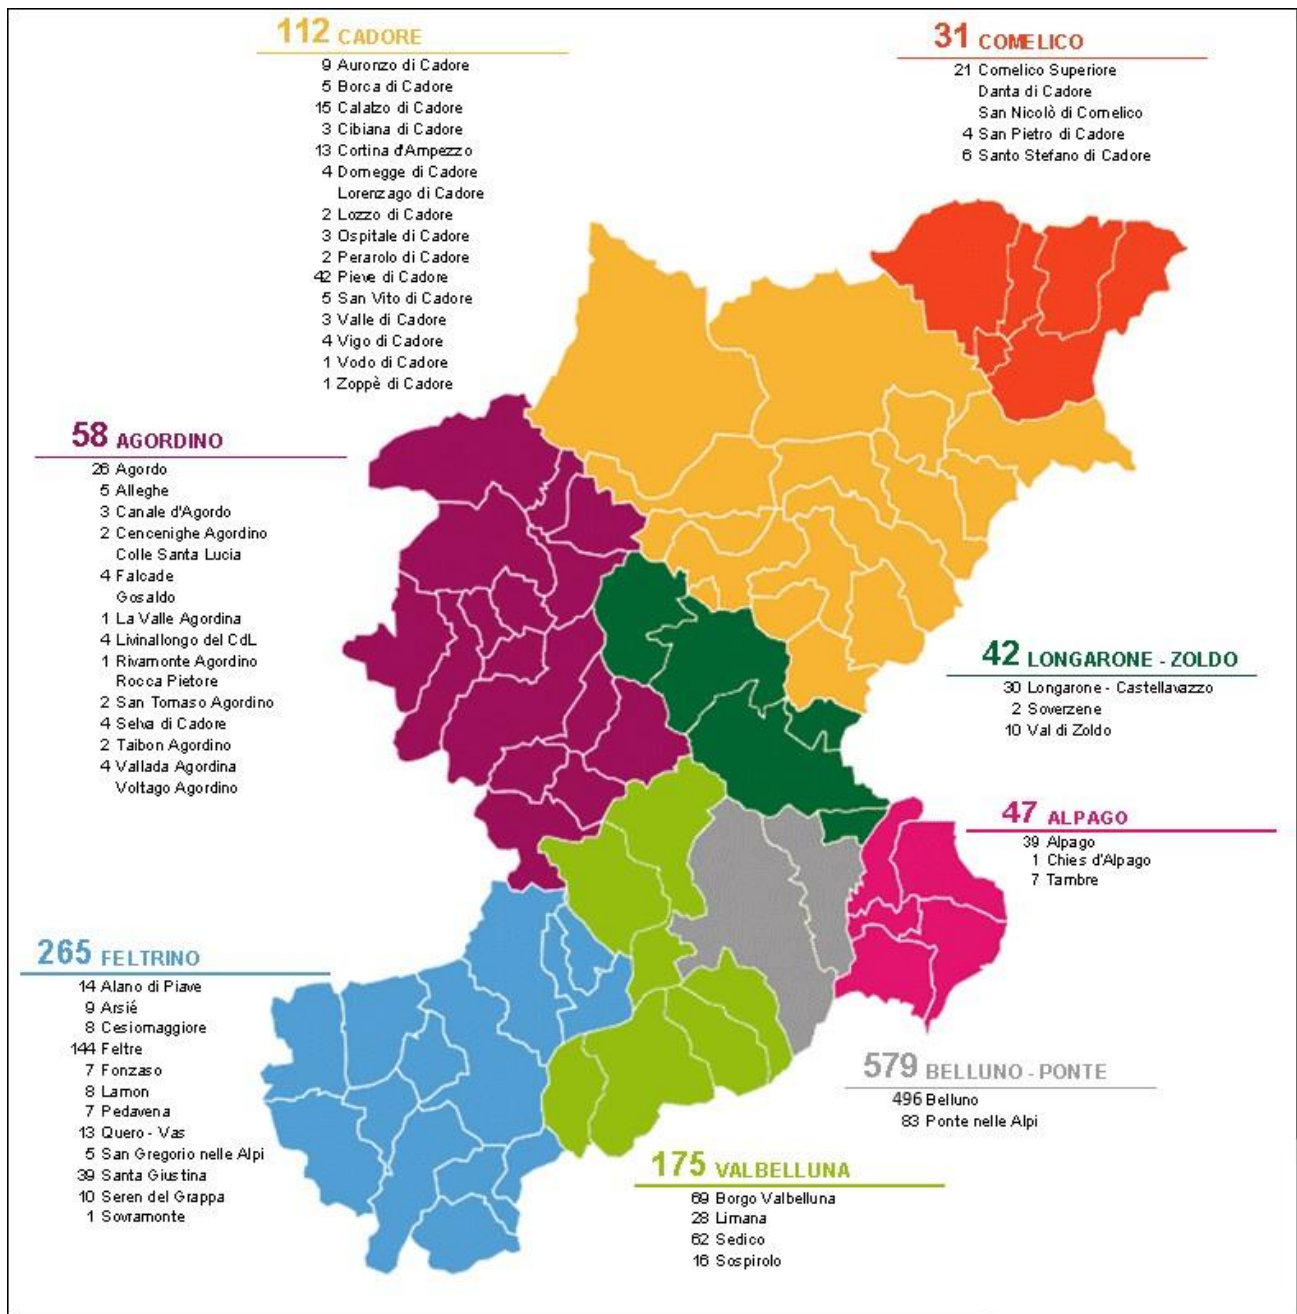 112 CADORE
9 Auronzo di Cadore
5 Borca di Cadore
15 Calalzo di Cadore
3 Cibiana di Cadore
13 Cortina d'Ampezzo
4 Domegge di Cadore
Lorenzago di Cadore
2 Lozzo di Cadore
3 Ospitale di Cadore
2 Perarolo di Cadore
42 Pieve di Cadore
5 San Vito di Cadore
3 Valle di Cadore
4 Vigo di Cadore
1 Vodo di Cadore
1 Zoppè di Cadore
31 COMELICO
21 Comelico Superiore
Danta di Cadore
San Nicolò di Comelico
4 San Pietro di Cadore
6 Santo Stefano di Cadore
58 AGORDINO
26 Agordo
5 Alleghe
3 Canale d'Agordo
2 Cencenighe Agordino
Colle Santa Lucia
4 Falcade
Gosaldo
1 La Valle Agordina
4 Livinallongo del CdL
1 Rivamonte Agordino
Rocca Pietore
2 San Tomaso Agordino
4 Selva di Cadore
2 Taibon Agordino
4 Vallada Agordina
Voltago Agordino
42 LONGARONE - ZOLDO
30 Longarone - Castellavazzo
2 Soverzene
10 Val di Zoldo
47 ALPAGO
39 Alpago
1 Chies d'Alpago
7 Tambre
265 FELTRINO
14 Alano di Piave
9 Arsié
8 Cesiomaggiore
144 Feltre
7 Fonzaso
8 Lamon
7 Pedavena
13 Quero - Vas
5 San Gregorio nelle Alpi
39 Santa Giustina
10 Seren del Grappa
1 Sovramonte
579 BELLUNO - PONTE
496 Belluno
83 Ponte nelle Alpi
175 VALBELLUNA
69 Borgo Valbelluna
28 Limana
62 Sedico
16 Sospirolo